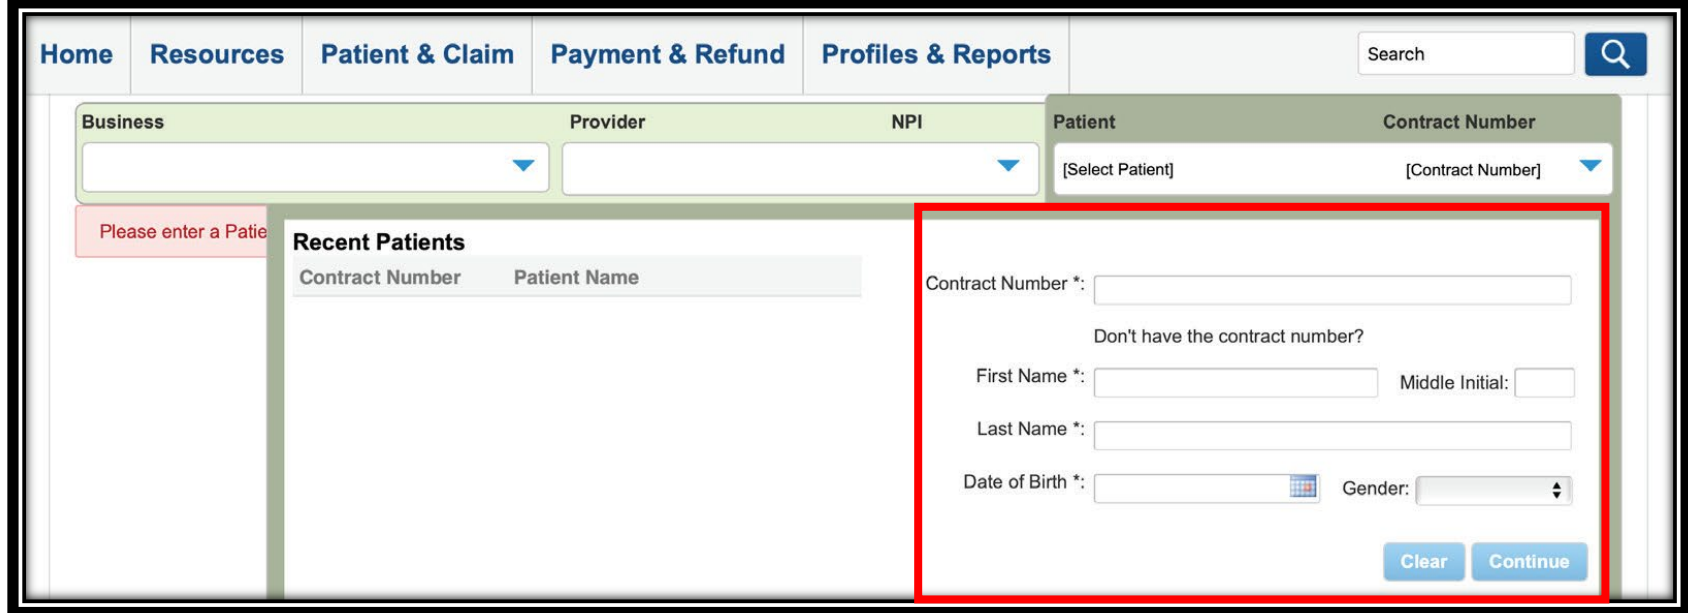 Home Resources Patient & Claim Payment & Refund Profiles & Reports Search
Business Provider NPI Patient Contract Number
[Select Patient] [Contract Number]
Please enter a Patie
Recent Patients
Contract Number Patient Name
Contract Number *:
Don't have the contract number?
First Name *: Middle Initial:
Last Name *:
Date of Birth *: Gender:
Clear Continue